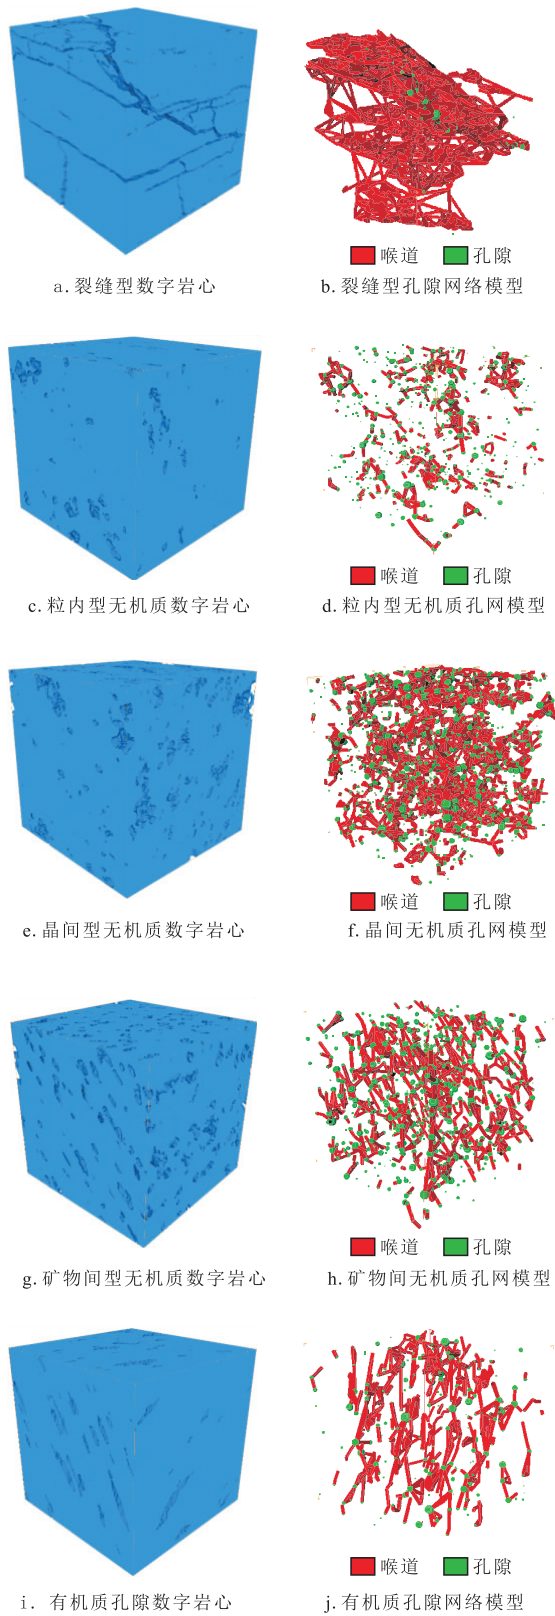 喉道 孔隙
a.裂缝型数字岩心 b.裂缝型孔隙网络模型
喉道 孔隙
c.粒内型无机质数字岩心 d.粒内型无机质孔网模型
喉道 孔隙
e.晶间型无机质数字岩心 f.晶间无机质孔网模型
喉道 孔隙
g.矿物间型无机质数字岩心 h.矿物间无机质孔网模型
喉道 孔隙
i. 有机质孔隙数字岩心 j.有机质孔隙网络模型